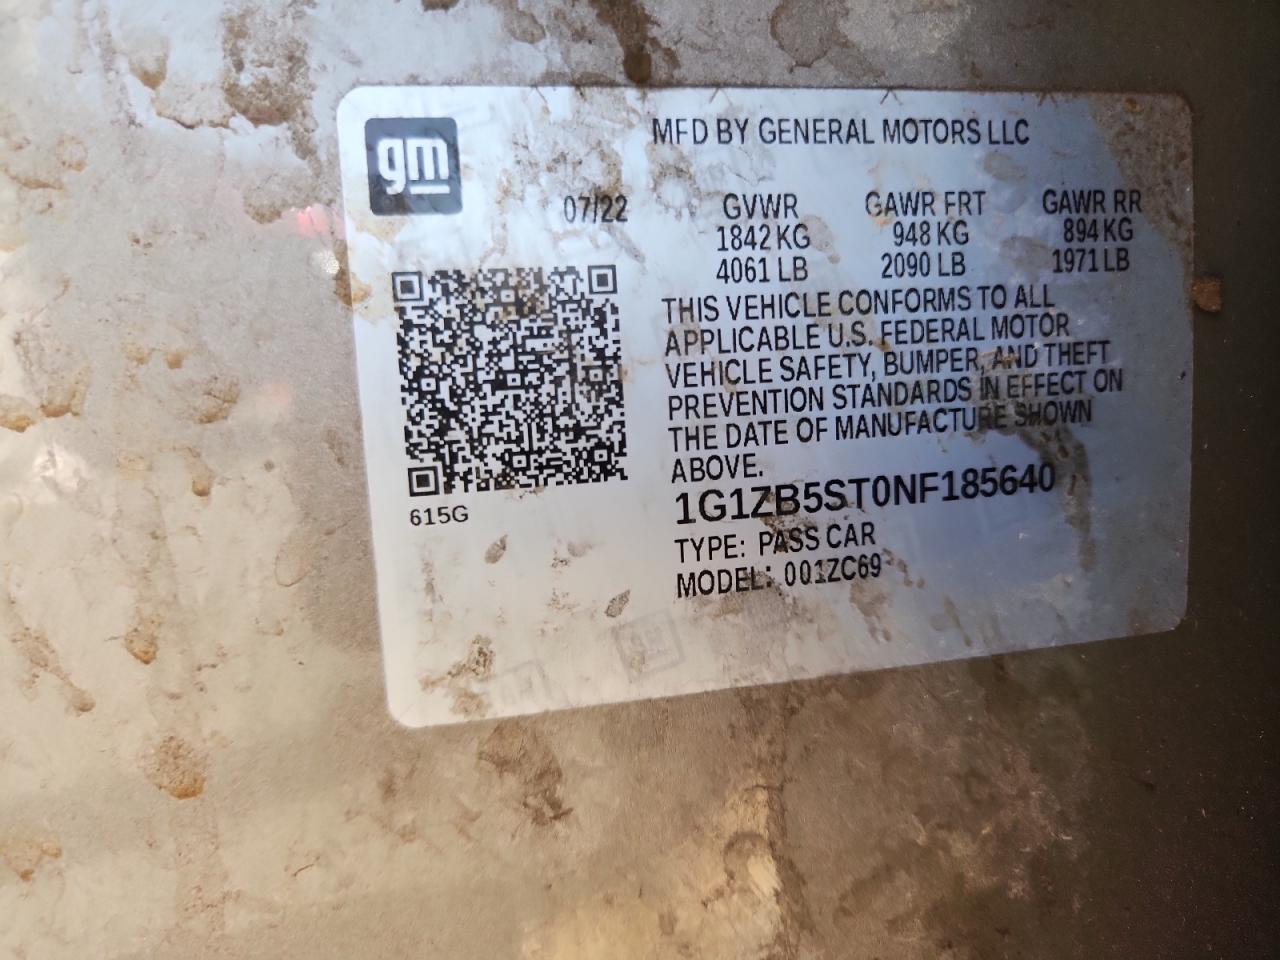 gm
MFD BY GENERAL MOTORS LLC
07/22 GVWR GAWR FRT GAWR RR
1842 KG 948 KG 894 KG
4061 LB 2090 LB 1971 LB
THIS VEHICLE CONFORMS TO ALL
APPLICABLE U.S. FEDERAL MOTOR
VEHICLE SAFETY, BUMPER, AND THEFT
PREVENTION STANDARDS IN EFFECT ON
THE DATE OF MANUFACTURE SHOWN
ABOVE.
1G1ZB5ST0NF185640
615G
TYPE: PASS CAR
MODEL: 001ZC69